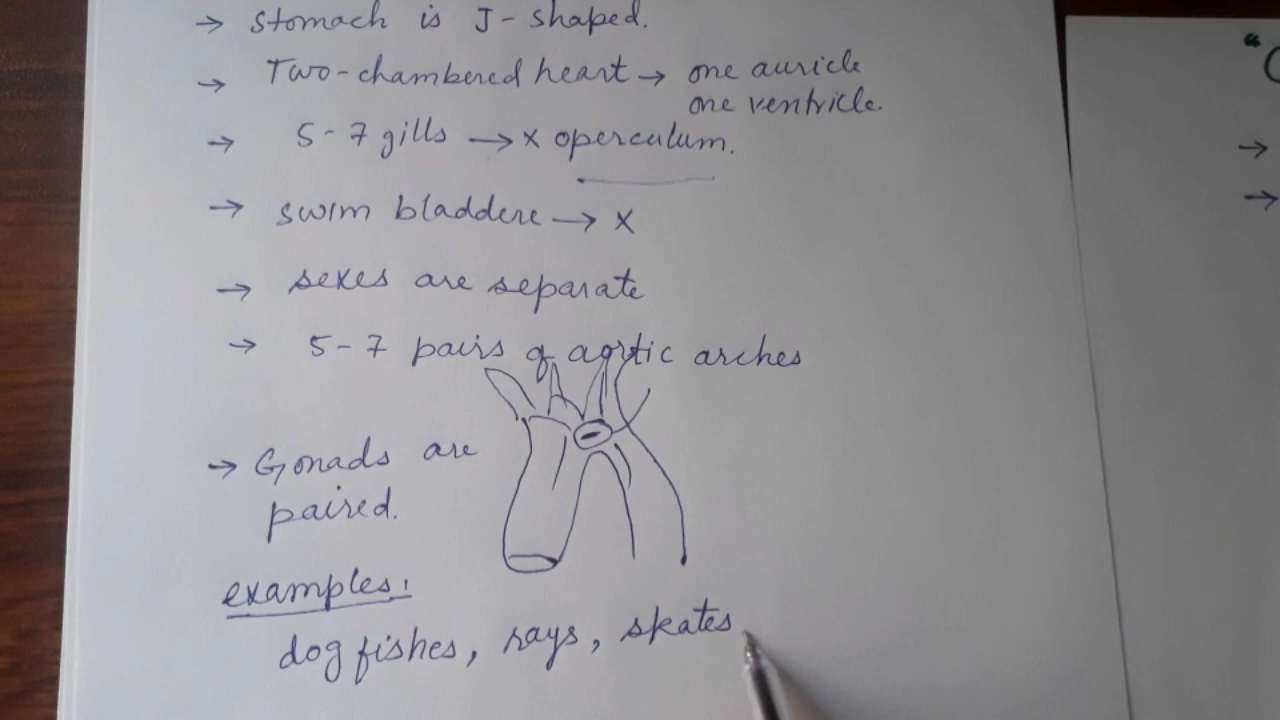 → stomach is J-shaped.
→ Two-chambered heart → one auricle
one ventricle.
→ 5-7 gills → x operculum.
→ swim bladdere → x
→ sexes are separate
→ 5-7 pairs of aortic arches
→ Gonads are
paired.
examples:
dog fishes, rays, skates